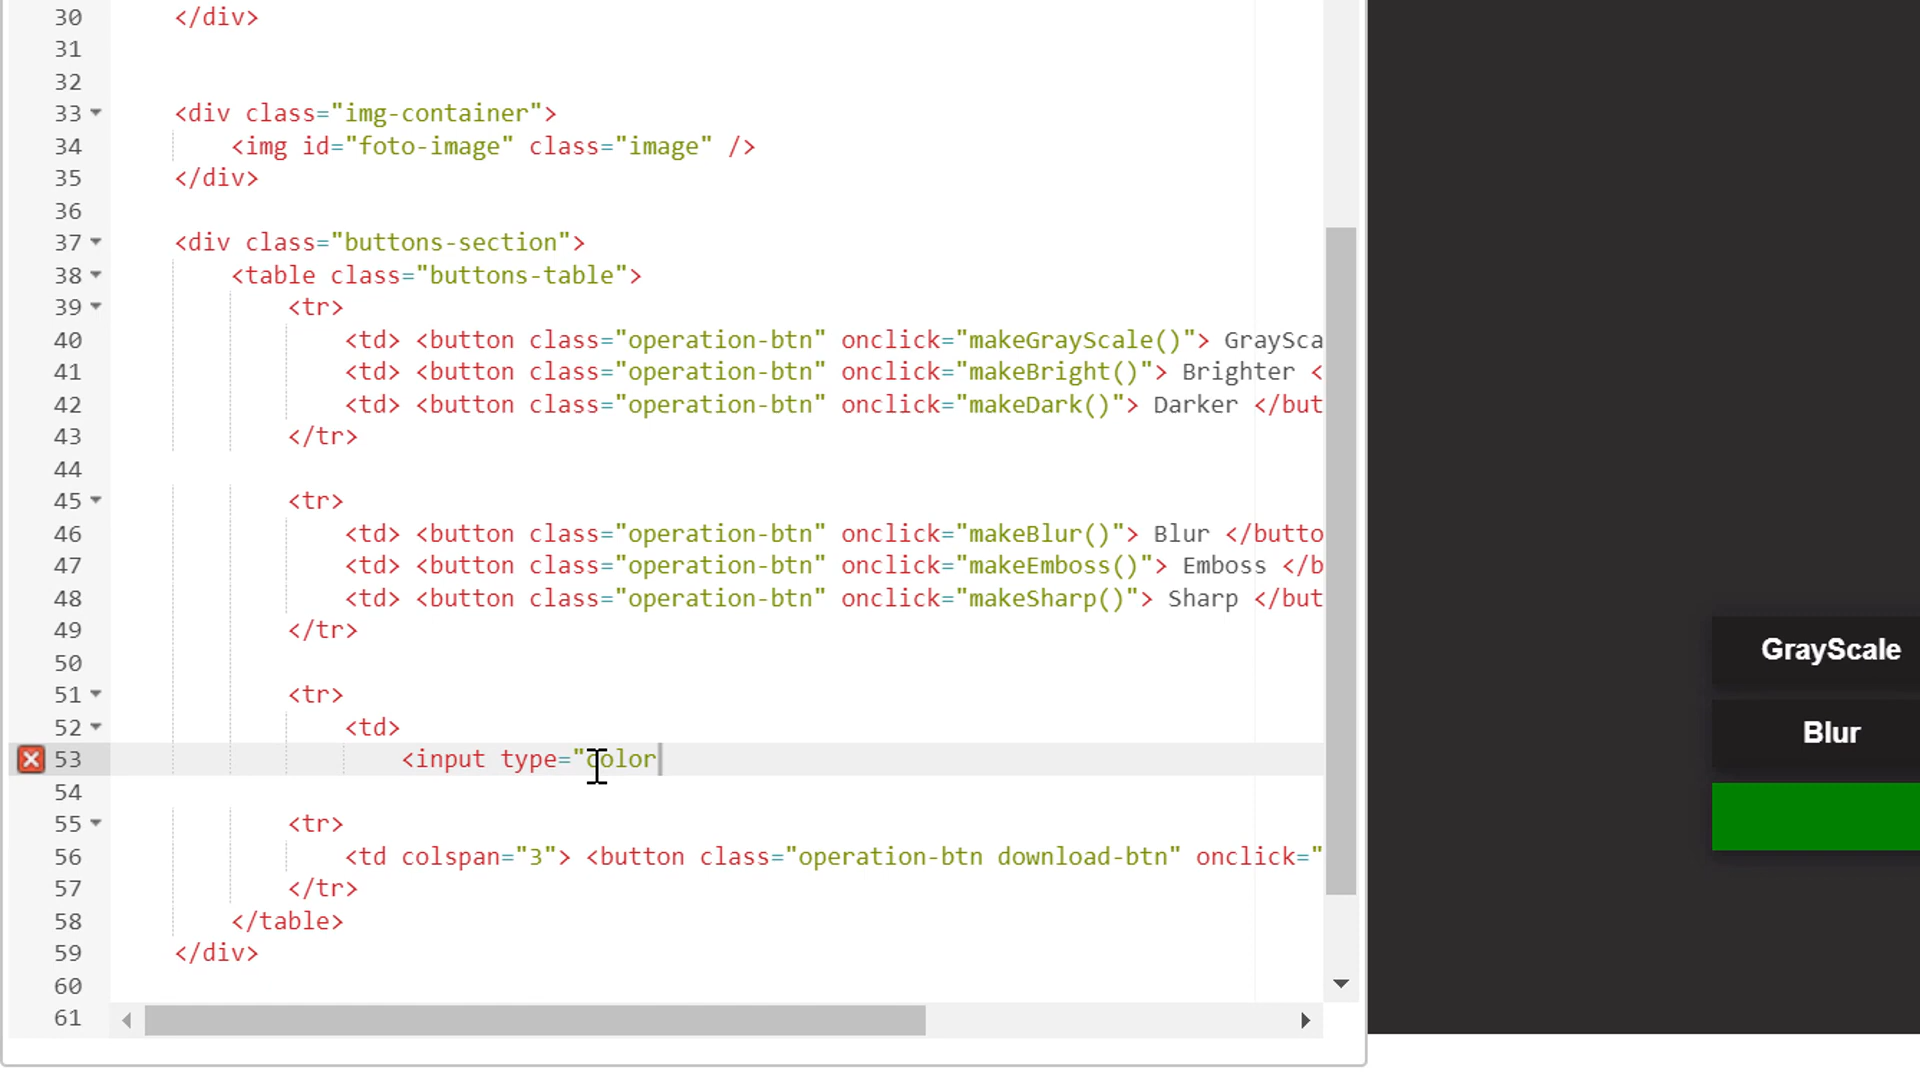 30 </div>
31
32
33 <div class="img-container">
34 <img id="foto-image" class="image" />
35 </div>
36
37 <div class="buttons-section">
38 <table class="buttons-table">
39 <tr>
40 <td> <button class="operation-btn" onclick="makeGrayScale()"> GraySca
41 <td> <button class="operation-btn" onclick="makeBright()"> Brighter <
42 <td> <button class="operation-btn" onclick="makeDark()"> Darker </but
43 </tr>
44
45 <tr>
46 <td> <button class="operation-btn" onclick="makeBlur()"> Blur </butto
47 <td> <button class="operation-btn" onclick="makeEmboss()"> Emboss </b
48 <td> <button class="operation-btn" onclick="makeSharp()"> Sharp </but
49 </tr>
50
51 <tr>
52 <td>
53 <input type="color
54
55 <tr>
56 <td colspan="3"> <button class="operation-btn download-btn" onclick="
57 </tr>
58 </table>
59 </div>
60
61
GrayScale
Blur